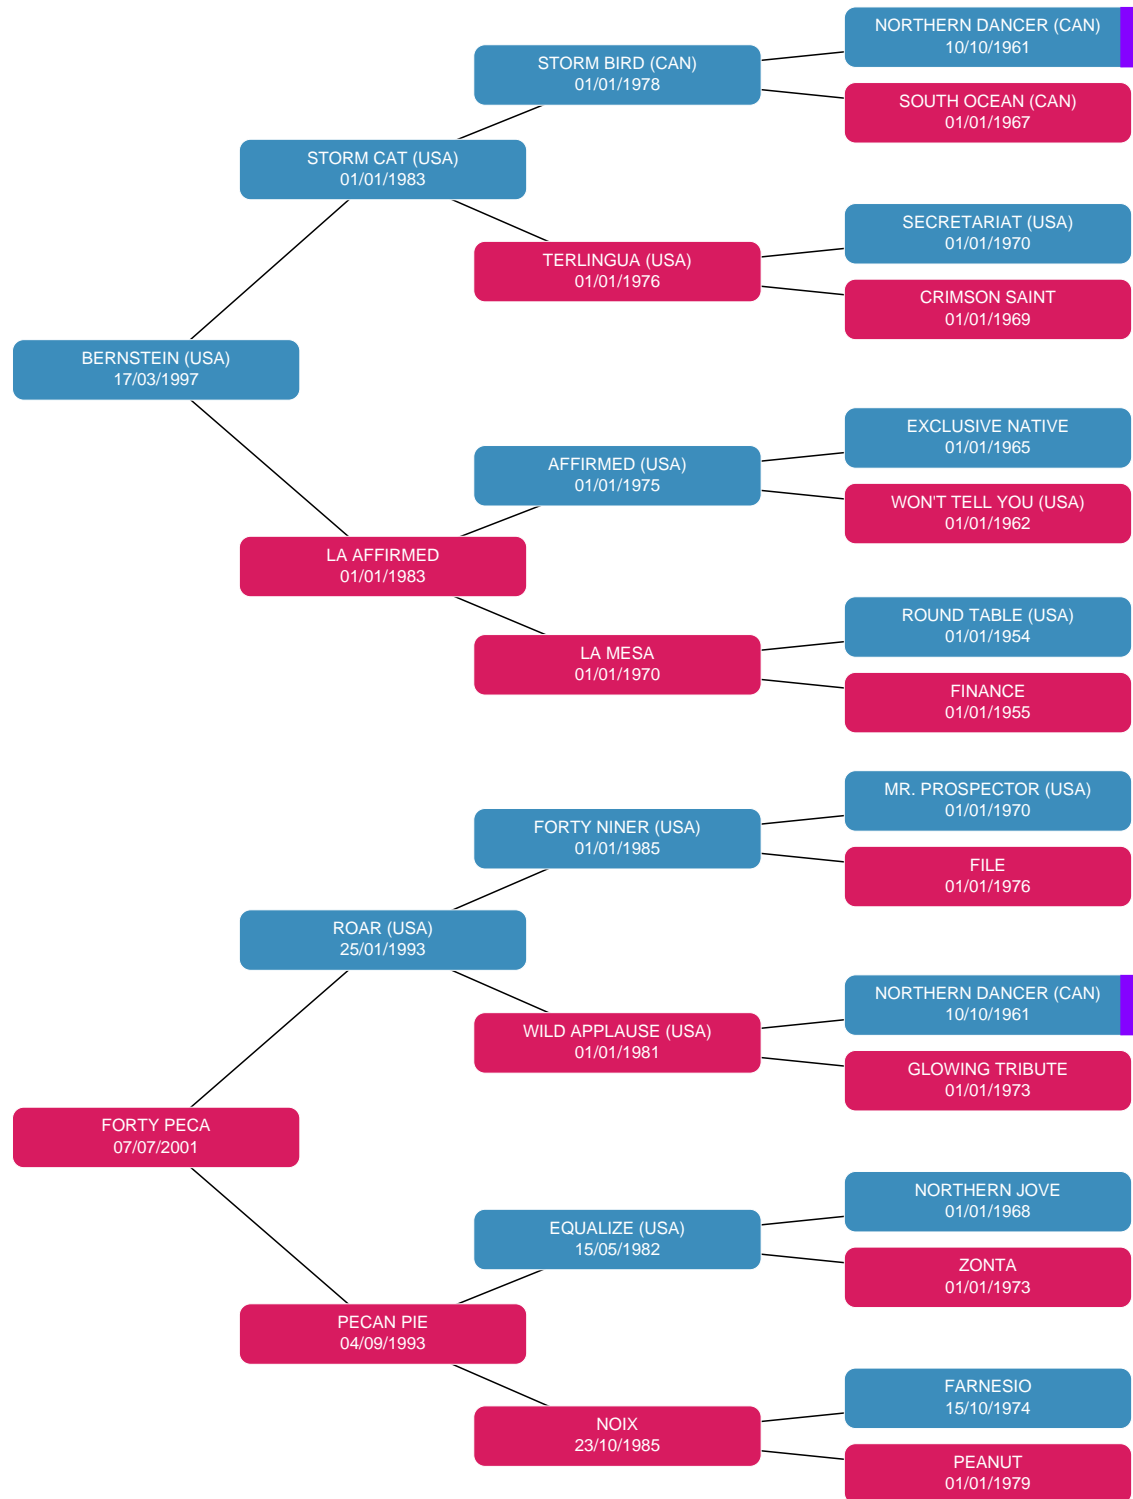 NORTHERN DANCER (CAN)
10/10/1961
STORM BIRD (CAN)
01/01/1978
SOUTH OCEAN (CAN)
01/01/1967
STORM CAT (USA)
01/01/1983
SECRETARIAT (USA)
01/01/1970
TERLINGUA (USA)
01/01/1976
CRIMSON SAINT
01/01/1969
BERNSTEIN (USA)
17/03/1997
EXCLUSIVE NATIVE
01/01/1965
AFFIRMED (USA)
01/01/1975
WON'T TELL YOU (USA)
01/01/1962
LA AFFIRMED
01/01/1983
ROUND TABLE (USA)
01/01/1954
LA MESA
01/01/1970
FINANCE
01/01/1955
MR. PROSPECTOR (USA)
01/01/1970
FORTY NINER (USA)
01/01/1985
FILE
01/01/1976
ROAR (USA)
25/01/1993
NORTHERN DANCER (CAN)
10/10/1961
WILD APPLAUSE (USA)
01/01/1981
GLOWING TRIBUTE
01/01/1973
FORTY PECA
07/07/2001
NORTHERN JOVE
01/01/1968
EQUALIZE (USA)
15/05/1982
ZONTA
01/01/1973
PECAN PIE
04/09/1993
FARNESIO
15/10/1974
NOIX
23/10/1985
PEANUT
01/01/1979